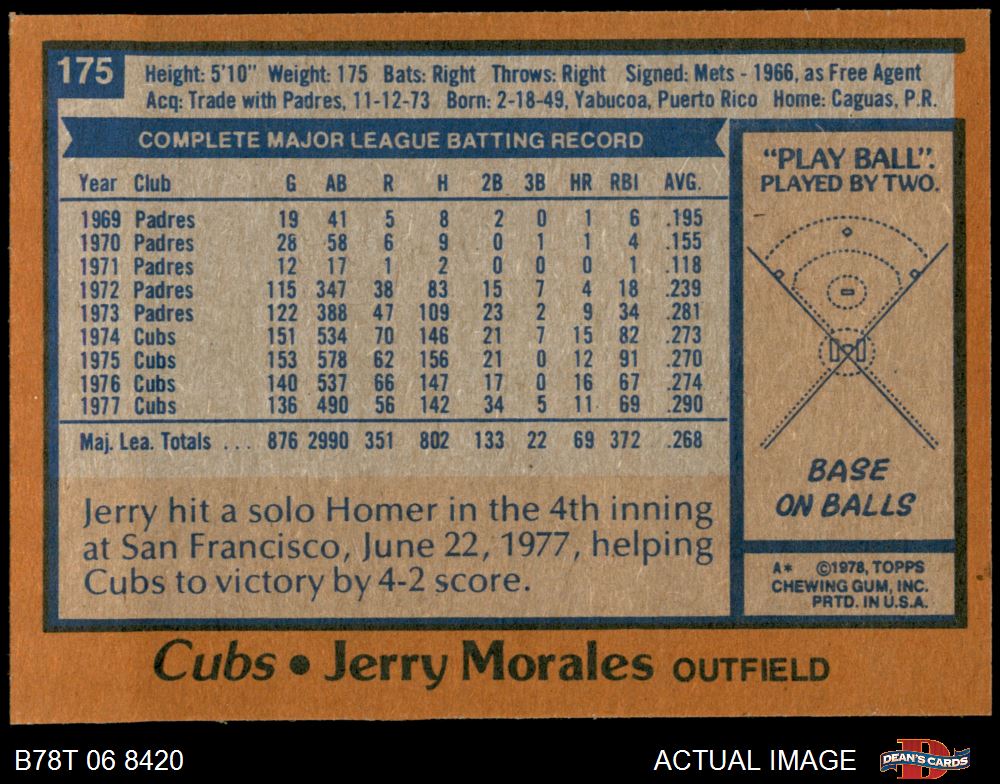 175
Height: 5'10" Weight: 175 Bats: Right Throws: Right Signed: Mets - 1966, as Free Agent
Acq: Trade with Padres, 11-12-73 Born: 2-18-49, Yabucoa, Puerto Rico Home: Caguas, P.R.
COMPLETE MAJOR LEAGUE BATTING RECORD
Year Club G AB R H 2B 3B HR RBI AVG.
1969 Padres 19 41 5 8 2 0 1 6 .195
1970 Padres 28 58 6 9 0 1 1 4 .155
1971 Padres 12 17 1 2 0 0 0 1 .118
1972 Padres 115 347 38 83 15 7 4 18 .239
1973 Padres 122 388 47 109 23 2 9 34 .281
1974 Cubs 151 534 70 146 21 7 15 82 .273
1975 Cubs 153 578 62 156 21 0 12 91 .270
1976 Cubs 140 537 66 147 17 0 16 67 .274
1977 Cubs 136 490 56 142 34 5 11 69 .290
Maj. Lea. Totals ... 876 2990 351 802 133 22 69 372 .268
Jerry hit a solo Homer in the 4th inning
at San Francisco, June 22, 1977, helping
Cubs to victory by 4-2 score.
"PLAY BALL".
PLAYED BY TWO.
BASE
ON BALLS
A* ©1978, TOPPS
CHEWING GUM, INC.
PRTD. IN U.S.A.
Cubs • Jerry Morales OUTFIELD
B78T 06 8420
ACTUAL IMAGE
D
DEAN'S CARDS